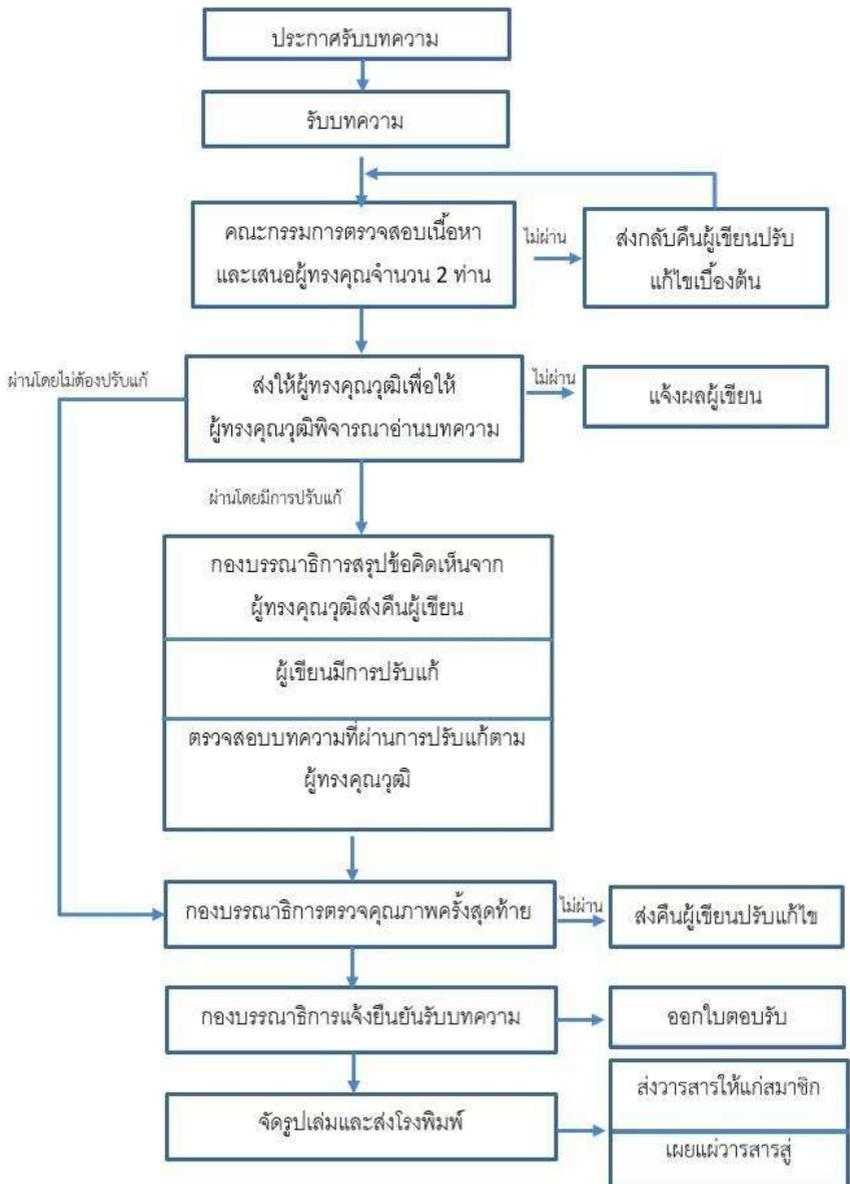 ประกาศรับบทความ
รับบทความ
คณะกรรมการตรวจสอบเนื้อหา
และเสนอผู้ทรงคุณจำนวน 2 ท่าน
ไม่ผ่าน
ส่งกลับคืนผู้เขียนปรับ
แก้ไขเบื้องต้น
ผ่านโดยไม่ต้องปรับแก้
ส่งให้ผู้ทรงคุณวุฒิเพื่อให้
ผู้ทรงคุณวุฒิพิจารณาอ่านบทความ
ไม่ผ่าน
แจ้งผลผู้เขียน
ผ่านโดยมีการปรับแก้
กองบรรณาธิการสรุปข้อคิดเห็นจาก
ผู้ทรงคุณวุฒิส่งคืนผู้เขียน
ผู้เขียนมีการปรับแก้
ตรวจสอบบทความที่ผ่านการปรับแก้ตาม
ผู้ทรงคุณวุฒิ
กองบรรณาธิการตรวจคุณภาพครั้งสุดท้าย
ไม่ผ่าน
ส่งคืนผู้เขียนปรับแก้ไข
กองบรรณาธิการแจ้งยืนยันรับบทความ
ออกใบตอบรับ
จัดรูปเล่มและส่งโรงพิมพ์
ส่งวารสารให้แก่สมาชิก
เผยแผ่วารสารสู่